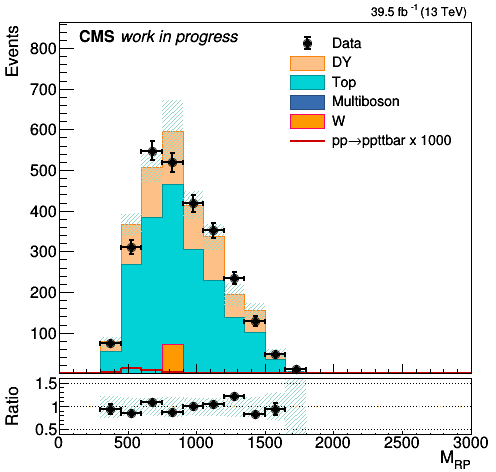 39.5 fb⁻¹ (13 TeV)
CMS work in progress
Events
800
700
600
500
400
300
200
100
Data
DY
Top
Multiboson
W
pp→ppttbar x 1000
Ratio
1.5
1
0.5
0 500 1000 1500 2000 2500 3000
M_RP